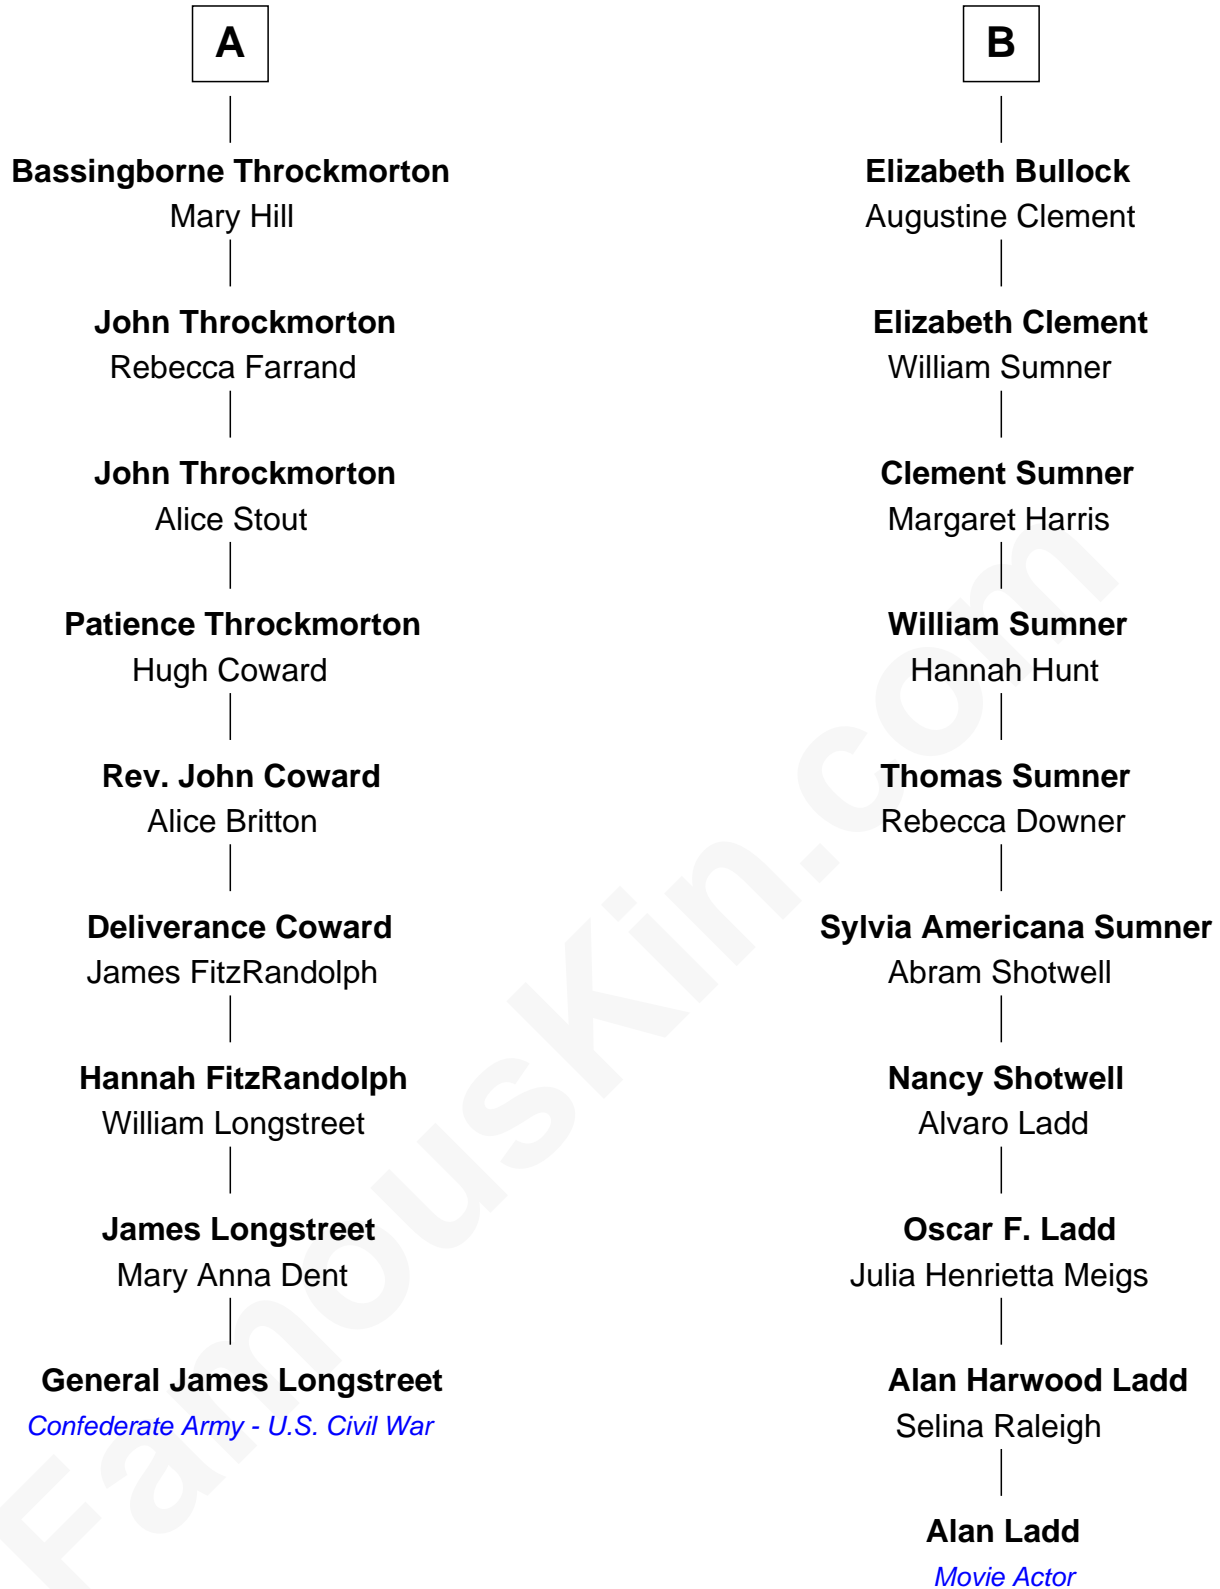 A
Bassingborne Throckmorton
Mary Hill
John Throckmorton
Rebecca Farrand
John Throckmorton
Alice Stout
Patience Throckmorton
Hugh Coward
Rev. John Coward
Alice Britton
Deliverance Coward
James FitzRandolph
Hannah FitzRandolph
William Longstreet
James Longstreet
Mary Anna Dent
General James Longstreet
Confederate Army - U.S. Civil War
B
Elizabeth Bullock
Augustine Clement
Elizabeth Clement
William Sumner
Clement Sumner
Margaret Harris
William Sumner
Hannah Hunt
Thomas Sumner
Rebecca Downer
Sylvia Americana Sumner
Abram Shotwell
Nancy Shotwell
Alvaro Ladd
Oscar F. Ladd
Julia Henrietta Meigs
Alan Harwood Ladd
Selina Raleigh
Alan Ladd
Movie Actor
FamousKin.com